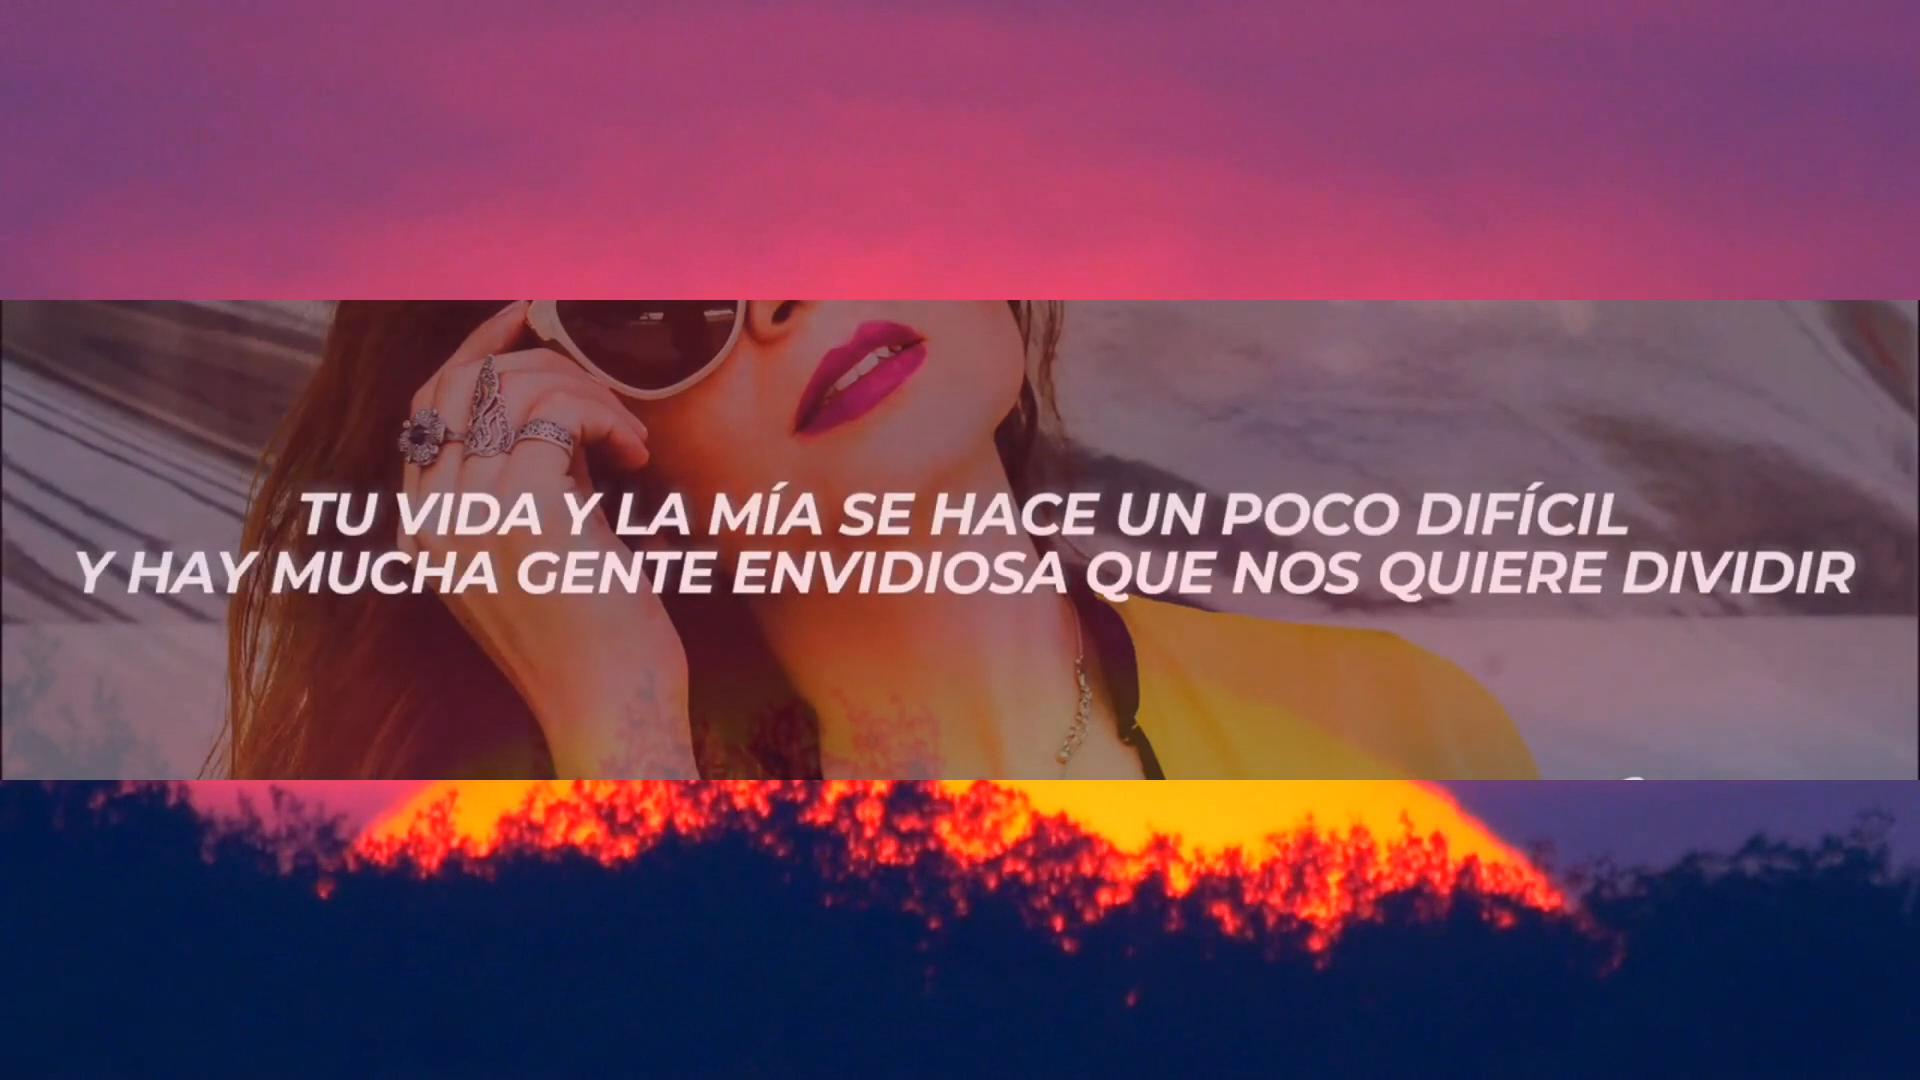 TU VIDA Y LA MÍA SE HACE UN POCO DIFÍCIL
Y HAY MUCHA GENTE ENVIDIOSA QUE NOS QUIERE DIVIDIR